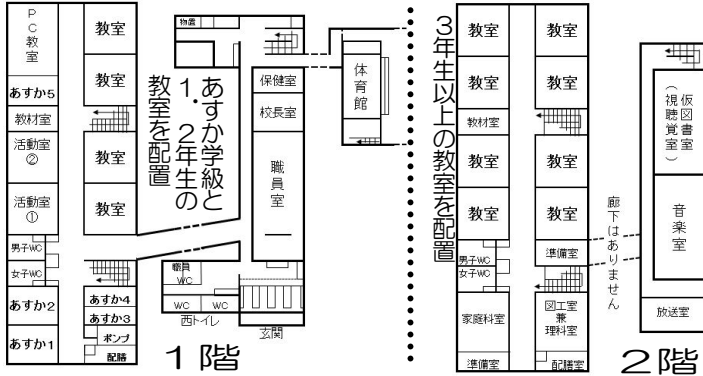 PC教室
あすか5
教材室
活動室②
活動室①
男子WC
女子WC
あすか2
あすか1
教室
教室
教室
教室
あすか4
あすか3
ポンプ
配膳
あすか学級と
1．2年生の
教室を配置
物置
保健室
校長室
職員室
職員WC
WC
WC
西トイレ
玄関
体育館
1階
3年生以上の教室を配置
教室
教室
教材室
教室
教室
男子WC
女子WC
家庭科室
準備室
教室
教室
教室
教室
準備室
図工室
兼
理科室
配膳室
廊下はありません
仮図書室
（視聴覚室）
音楽室
放送室
2階